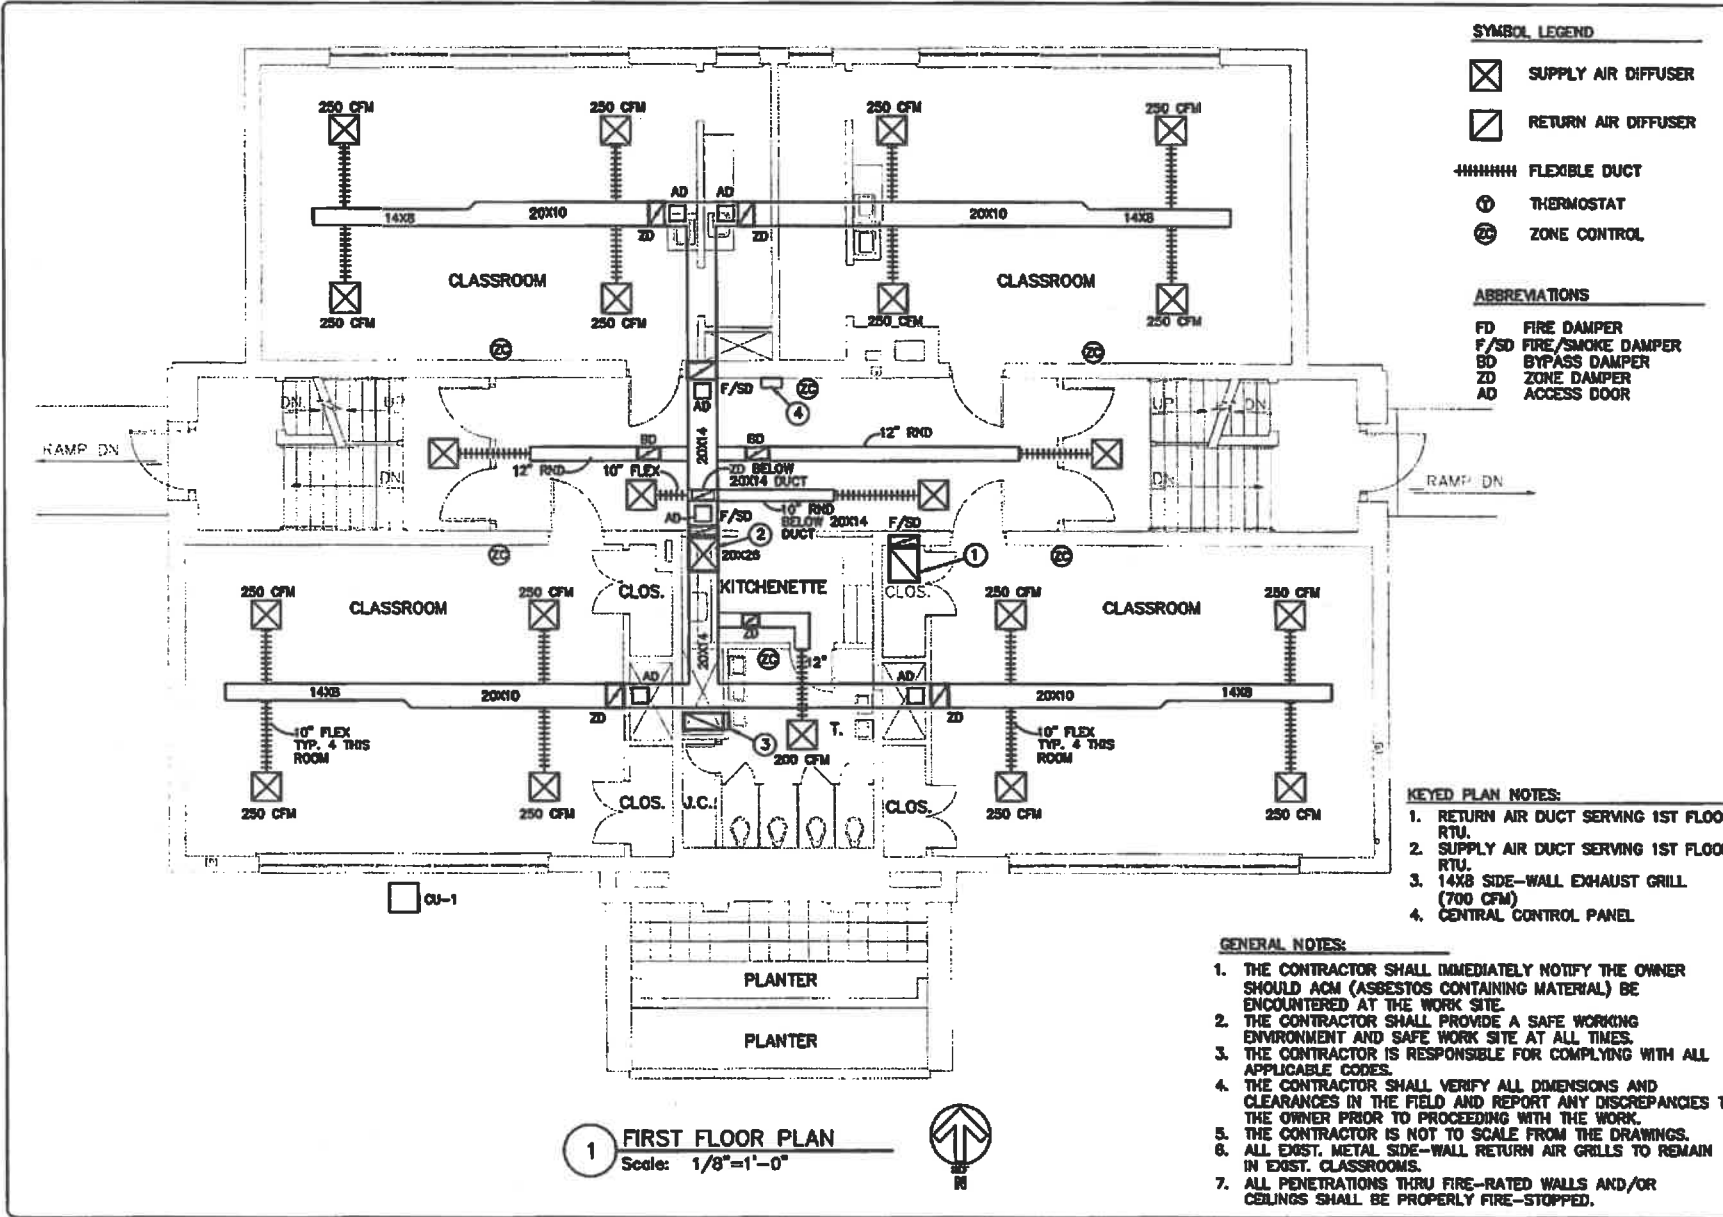 SYMBOL LEGEND
SUPPLY AIR DIFFUSER
RETURN AIR DIFFUSER
FLEXIBLE DUCT
T THERMOSTAT
ZC ZONE CONTROL
ABBREVIATIONS
FD FIRE DAMPER
F/SD FIRE/SMOKE DAMPER
BD BYPASS DAMPER
ZD ZONE DAMPER
AD ACCESS DOOR
250 CFM 250 CFM 250 CFM 250 CFM
AD AD
14X8 20X10 20X10 14X8
ZD ZD
CLASSROOM CLASSROOM
250 CFM 250 CFM 250 CFM 250 CFM
ZC ZC
F/SD ZC
AD 4
DN. UP UP DN.
20X14
BD BD 12" RND
RAMP DN
12" RND 10" FLEX ZD BELOW
20X14 DUCT
DN. DN. RAMP DN
10" RND
BELOW 20X14
DUCT
AD F/SD F/SD
2 1
20X26
ZC ZC
KITCHENETTE
CLOS. CLOS.
250 CFM 250 CFM 250 CFM 250 CFM
CLASSROOM CLASSROOM
ZD
20X14 ZC 12"
AD AD
14X8 20X10 20X10 14X8
ZD ZD
10" FLEX
TYP. 4 THIS
ROOM
10" FLEX
TYP. 4 THIS
ROOM
3 T.
200 CFM
CLOS. J.C. CLOS.
250 CFM 250 CFM 250 CFM 250 CFM
CU-1
PLANTER
PLANTER
1 FIRST FLOOR PLAN
Scale: 1/8"=1'-0"
N
KEYED PLAN NOTES:
1. RETURN AIR DUCT SERVING 1ST FLOO
RTU.
2. SUPPLY AIR DUCT SERVING 1ST FLOO
RTU.
3. 14X8 SIDE-WALL EXHAUST GRILL
(700 CFM)
4. CENTRAL CONTROL PANEL
GENERAL NOTES:
1. THE CONTRACTOR SHALL IMMEDIATELY NOTIFY THE OWNER
SHOULD ACM (ASBESTOS CONTAINING MATERIAL) BE
ENCOUNTERED AT THE WORK SITE.
2. THE CONTRACTOR SHALL PROVIDE A SAFE WORKING
ENVIRONMENT AND SAFE WORK SITE AT ALL TIMES.
3. THE CONTRACTOR IS RESPONSIBLE FOR COMPLYING WITH ALL
APPLICABLE CODES.
4. THE CONTRACTOR SHALL VERIFY ALL DIMENSIONS AND
CLEARANCES IN THE FIELD AND REPORT ANY DISCREPANCIES T
THE OWNER PRIOR TO PROCEEDING WITH THE WORK.
5. THE CONTRACTOR IS NOT TO SCALE FROM THE DRAWINGS.
6. ALL EXIST. METAL SIDE-WALL RETURN AIR GRILLS TO REMAIN
IN EXIST. CLASSROOMS.
7. ALL PENETRATIONS THRU FIRE-RATED WALLS AND/OR
CEILINGS SHALL BE PROPERLY FIRE-STOPPED.